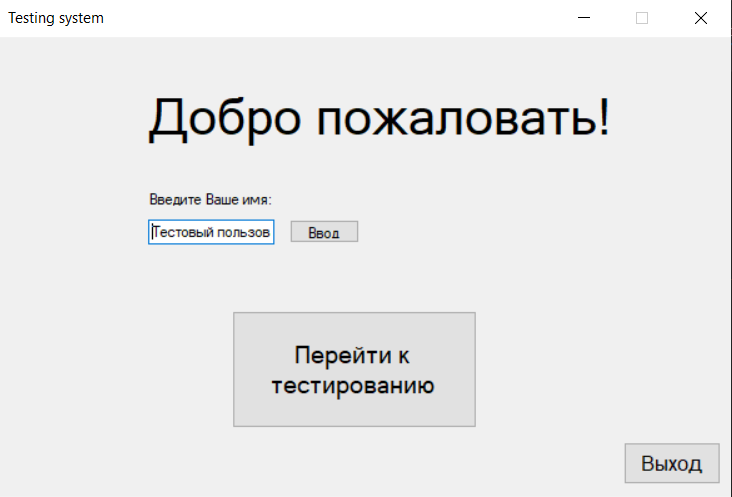 Testing system
Добро пожаловать!
Введите Ваше имя:
Тестовый пользов
Ввод
Перейти к
тестированию
Выход